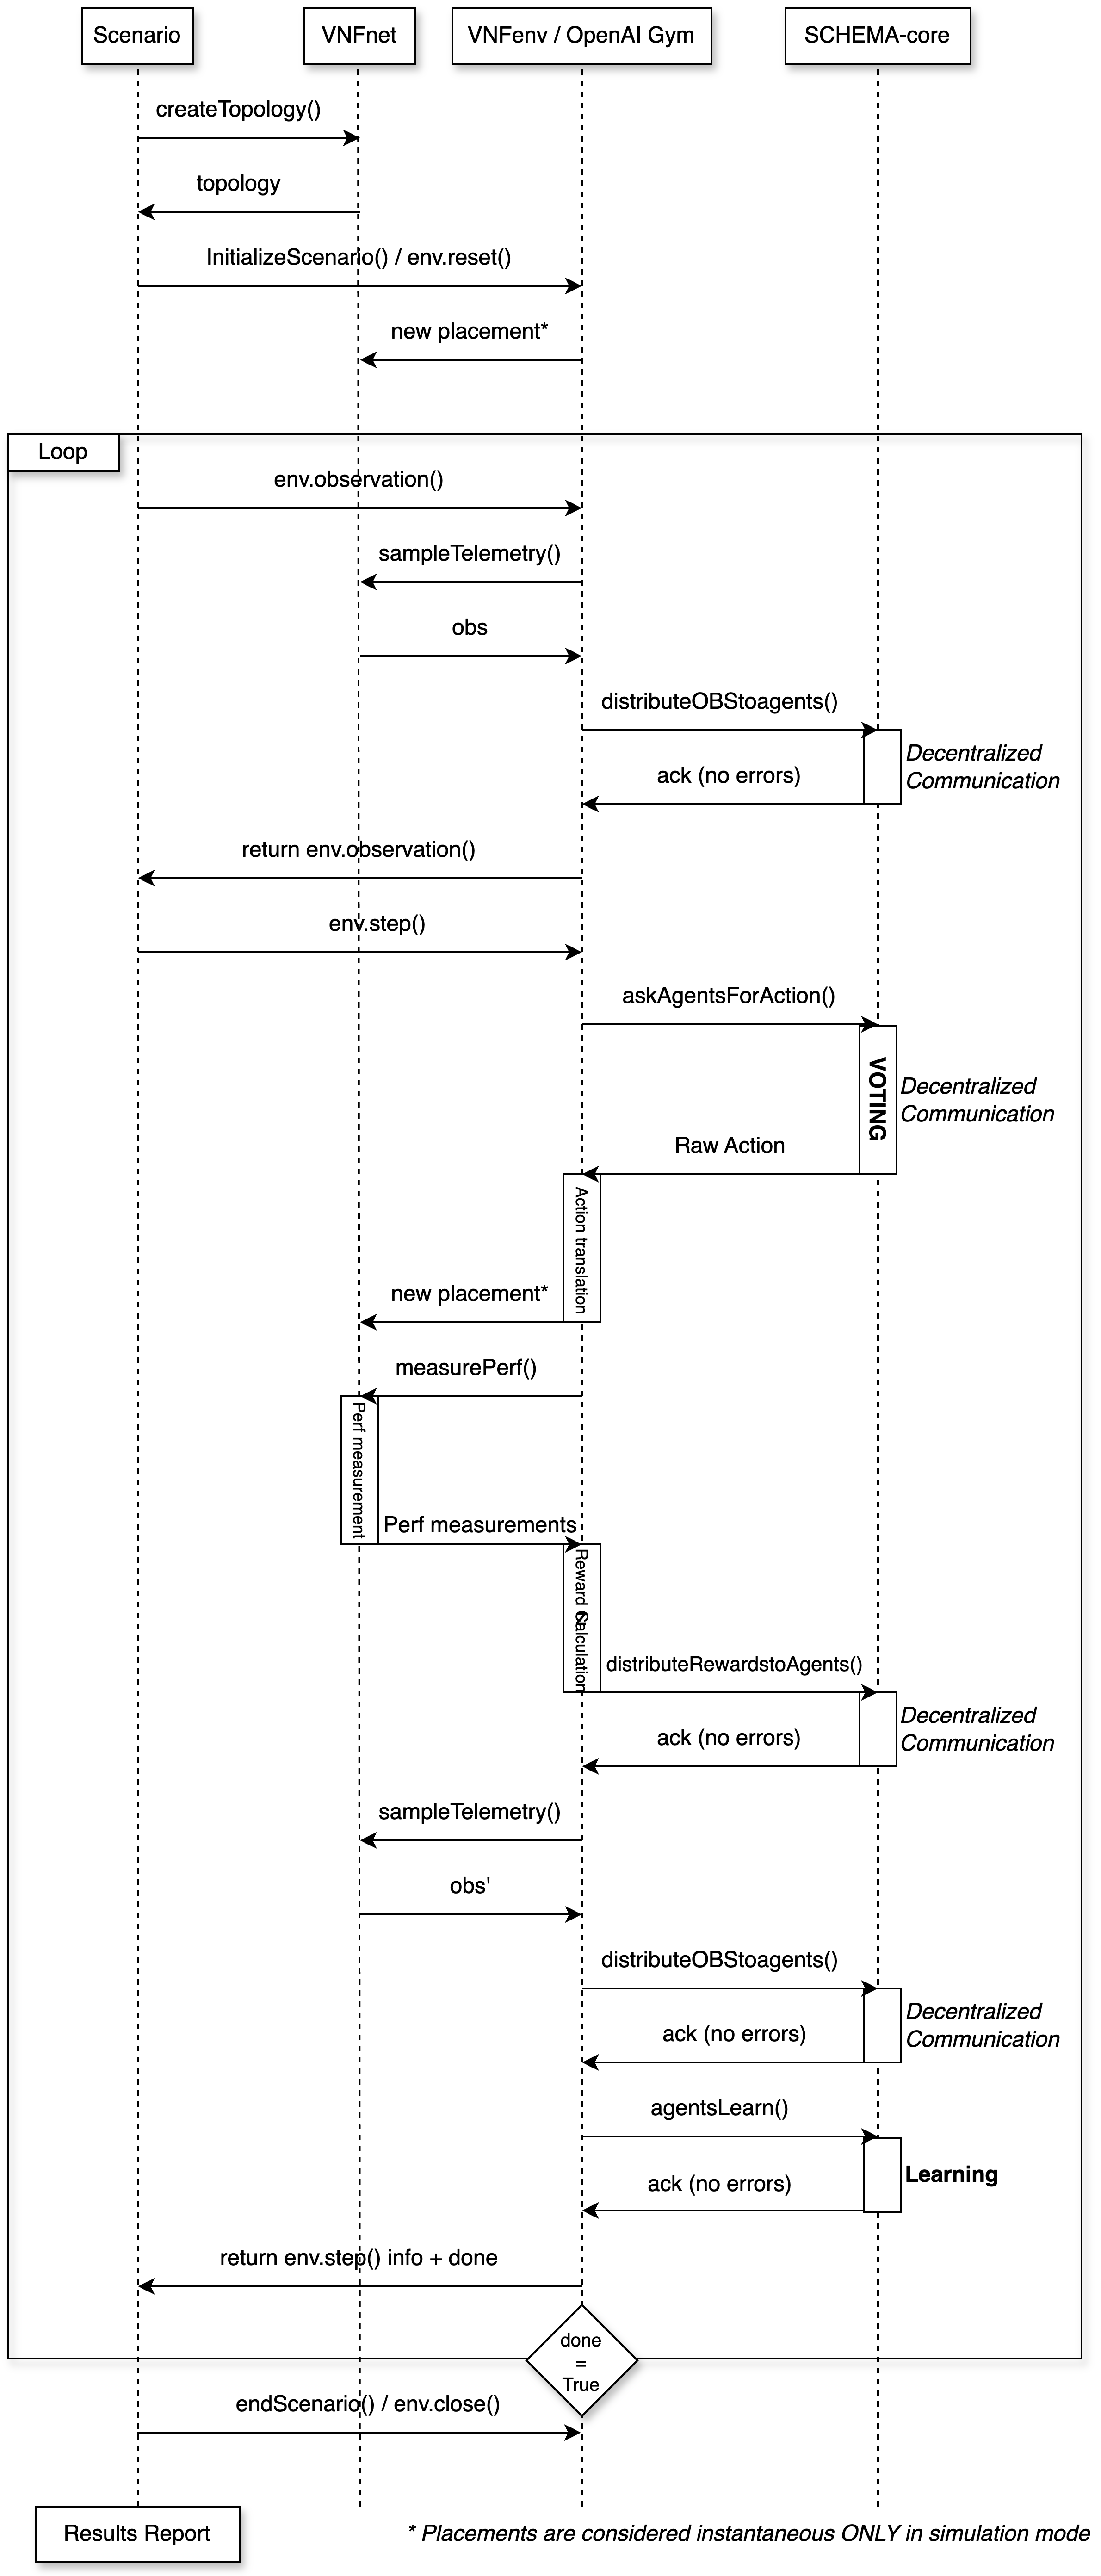 Scenario
VNFnet
VNFenv / OpenAI Gym
SCHEMA-core
createTopology()
topology
InitializeScenario() / env.reset()
new placement*
Loop
env.observation()
sampleTelemetry()
obs
distributeOBStoagents()
Decentralized
Communication
ack (no errors)
return env.observation()
env.step()
askAgentsForAction()
VOTING
Decentralized
Communication
Raw Action
Action translation
new placement*
measurePerf()
Perf measurement
Perf measurements
Reward Calculation
distributeRewardstoAgents()
Decentralized
Communication
ack (no errors)
sampleTelemetry()
obs'
distributeOBStoagents()
Decentralized
Communication
ack (no errors)
agentsLearn()
Learning
ack (no errors)
return env.step() info + done
done
=
True
endScenario() / env.close()
Results Report
* Placements are considered instantaneous ONLY in simulation mode